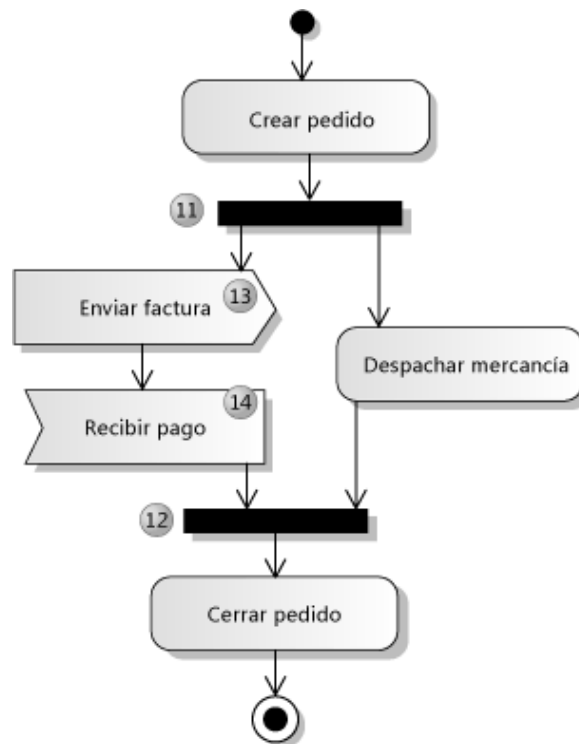 Crear pedido
11
13
Enviar factura
Despachar mercancía
14
Recibir pago
12
Cerrar pedido